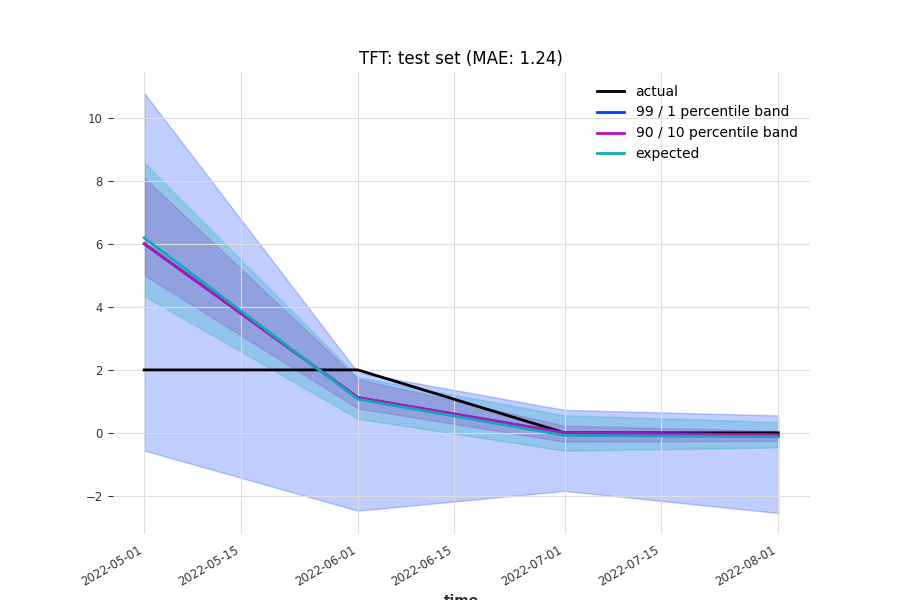 TFT: test set (MAE: 1.24)
actual
99 / 1 percentile band
90 / 10 percentile band
expected
10
8
6
4
2
0
−2
2022-05-01
2022-05-15
2022-06-01
2022-06-15
2022-07-01
2022-07-15
2022-08-01
time